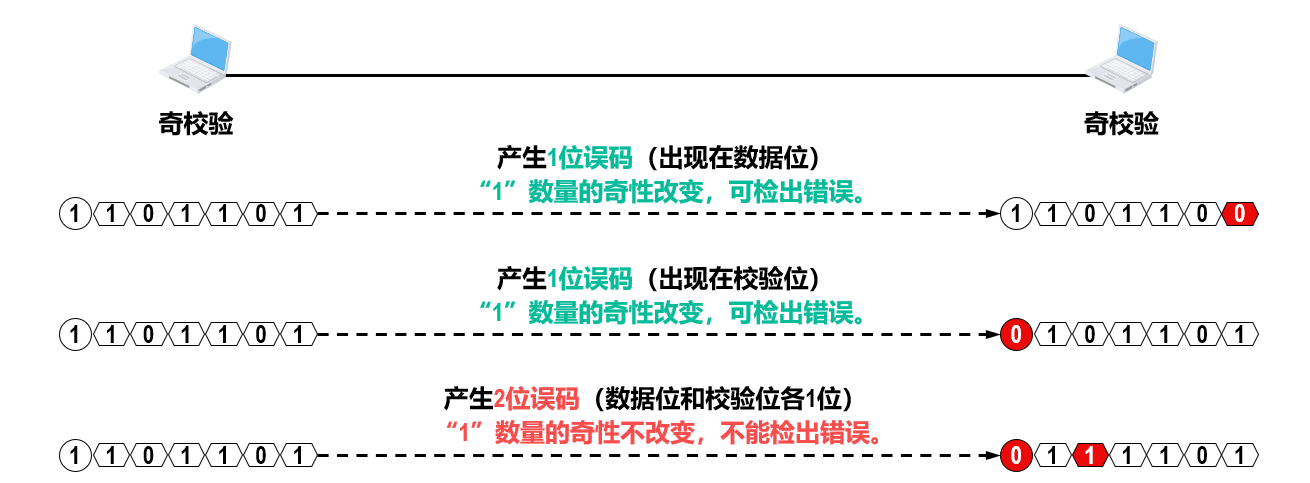 奇校验 奇校验
产生1位误码（出现在数据位）
“1”数量的奇性改变，可检出错误。
1 1 0 1 1 0 1 1 1 0 1 1 0 0
产生1位误码（出现在校验位）
“1”数量的奇性改变，可检出错误。
1 1 0 1 1 0 1 0 1 0 1 1 0 1
产生2位误码（数据位和校验位各1位）
“1”数量的奇性不改变，不能检出错误。
1 1 0 1 1 0 1 0 1 1 1 1 0 1